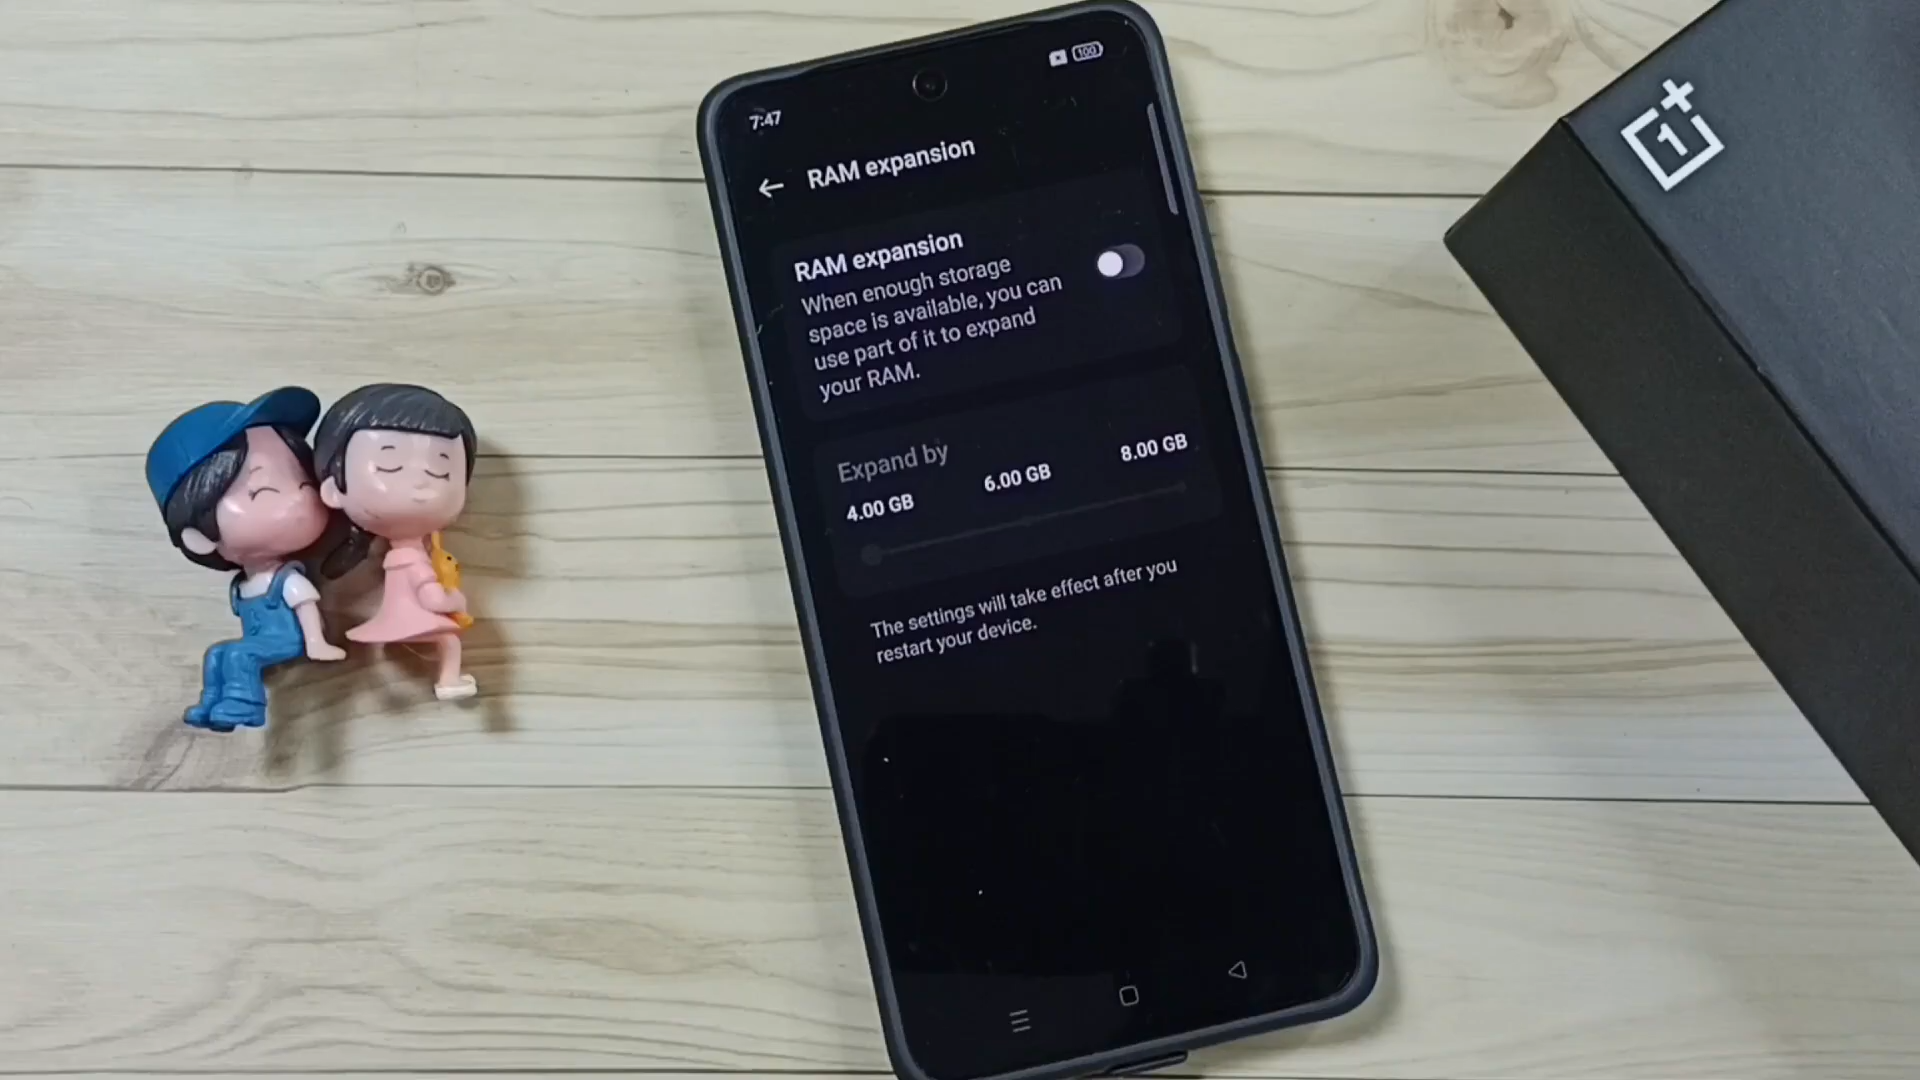 7:47
100
RAM expansion
RAM expansion
When enough storage
space is available, you can
use part of it to expand
your RAM.
Expand by
4.00 GB
6.00 GB
8.00 GB
The settings will take effect after you
restart your device.
1+